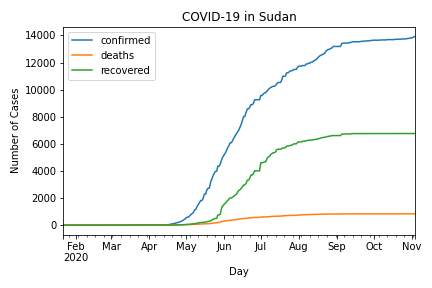 COVID-19 in Sudan
confirmed
deaths
recovered
Number of Cases
14000
12000
10000
8000
6000
4000
2000
0
Feb Mar Apr May Jun Jul Aug Sep Oct Nov
2020
Day